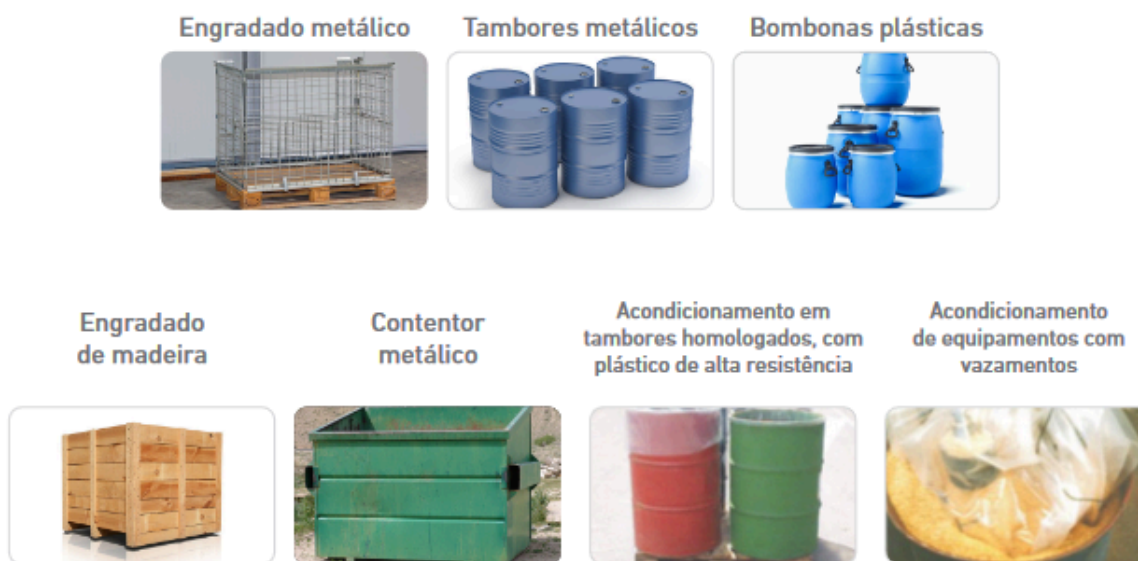 Engradado metálico
Tambores metálicos
Bombonas plásticas
Engradado
de madeira
Contentor
metálico
Acondicionamento em
tambores homologados, com
plástico de alta resistência
Acondicionamento
de equipamentos com
vazamentos